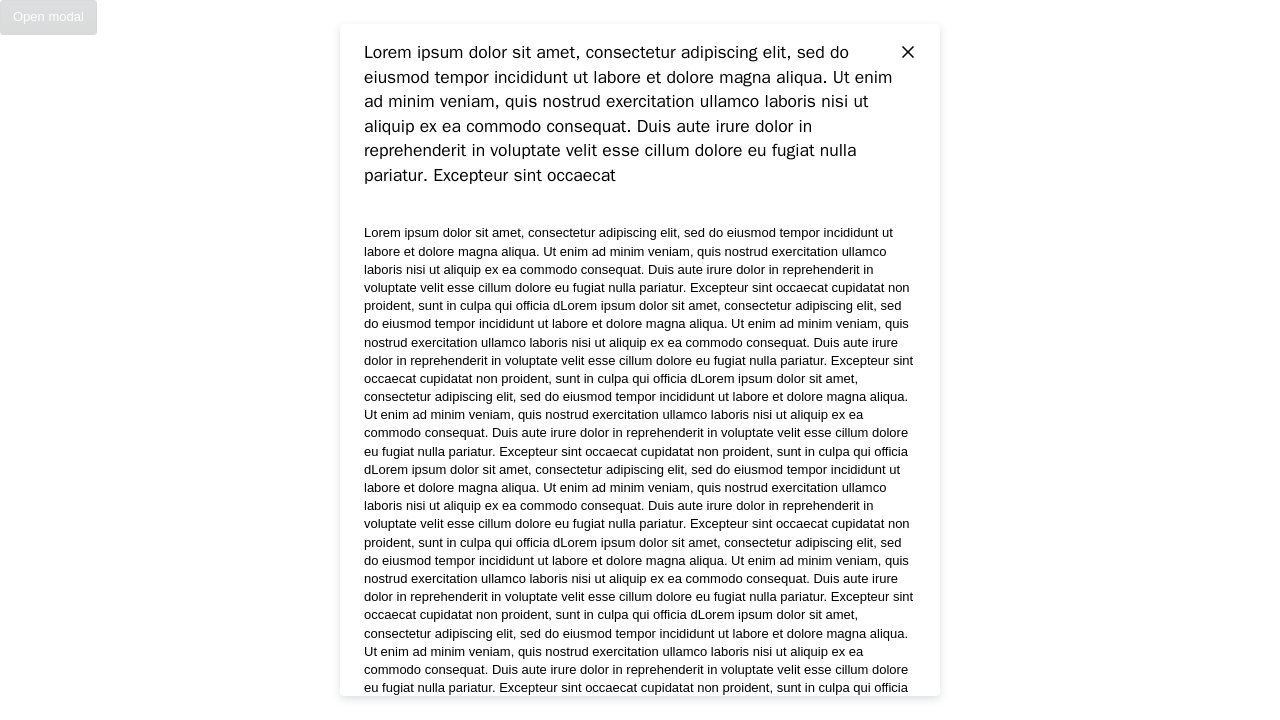 Open modal
Lorem ipsum dolor sit amet, consectetur adipiscing elit, sed do
eiusmod tempor incididunt ut labore et dolore magna aliqua. Ut enim
ad minim veniam, quis nostrud exercitation ullamco laboris nisi ut
aliquip ex ea commodo consequat. Duis aute irure dolor in
reprehenderit in voluptate velit esse cillum dolore eu fugiat nulla
pariatur. Excepteur sint occaecat
Lorem ipsum dolor sit amet, consectetur adipiscing elit, sed do eiusmod tempor incididunt ut
labore et dolore magna aliqua. Ut enim ad minim veniam, quis nostrud exercitation ullamco
laboris nisi ut aliquip ex ea commodo consequat. Duis aute irure dolor in reprehenderit in
voluptate velit esse cillum dolore eu fugiat nulla pariatur. Excepteur sint occaecat cupidatat non
proident, sunt in culpa qui officia dLorem ipsum dolor sit amet, consectetur adipiscing elit, sed
do eiusmod tempor incididunt ut labore et dolore magna aliqua. Ut enim ad minim veniam, quis
nostrud exercitation ullamco laboris nisi ut aliquip ex ea commodo consequat. Duis aute irure
dolor in reprehenderit in voluptate velit esse cillum dolore eu fugiat nulla pariatur. Excepteur sint
occaecat cupidatat non proident, sunt in culpa qui officia dLorem ipsum dolor sit amet,
consectetur adipiscing elit, sed do eiusmod tempor incididunt ut labore et dolore magna aliqua.
Ut enim ad minim veniam, quis nostrud exercitation ullamco laboris nisi ut aliquip ex ea
commodo consequat. Duis aute irure dolor in reprehenderit in voluptate velit esse cillum dolore
eu fugiat nulla pariatur. Excepteur sint occaecat cupidatat non proident, sunt in culpa qui officia
dLorem ipsum dolor sit amet, consectetur adipiscing elit, sed do eiusmod tempor incididunt ut
labore et dolore magna aliqua. Ut enim ad minim veniam, quis nostrud exercitation ullamco
laboris nisi ut aliquip ex ea commodo consequat. Duis aute irure dolor in reprehenderit in
voluptate velit esse cillum dolore eu fugiat nulla pariatur. Excepteur sint occaecat cupidatat non
proident, sunt in culpa qui officia dLorem ipsum dolor sit amet, consectetur adipiscing elit, sed
do eiusmod tempor incididunt ut labore et dolore magna aliqua. Ut enim ad minim veniam, quis
nostrud exercitation ullamco laboris nisi ut aliquip ex ea commodo consequat. Duis aute irure
dolor in reprehenderit in voluptate velit esse cillum dolore eu fugiat nulla pariatur. Excepteur sint
occaecat cupidatat non proident, sunt in culpa qui officia dLorem ipsum dolor sit amet,
consectetur adipiscing elit, sed do eiusmod tempor incididunt ut labore et dolore magna aliqua.
Ut enim ad minim veniam, quis nostrud exercitation ullamco laboris nisi ut aliquip ex ea
commodo consequat. Duis aute irure dolor in reprehenderit in voluptate velit esse cillum dolore
eu fugiat nulla pariatur. Excepteur sint occaecat cupidatat non proident, sunt in culpa qui officia